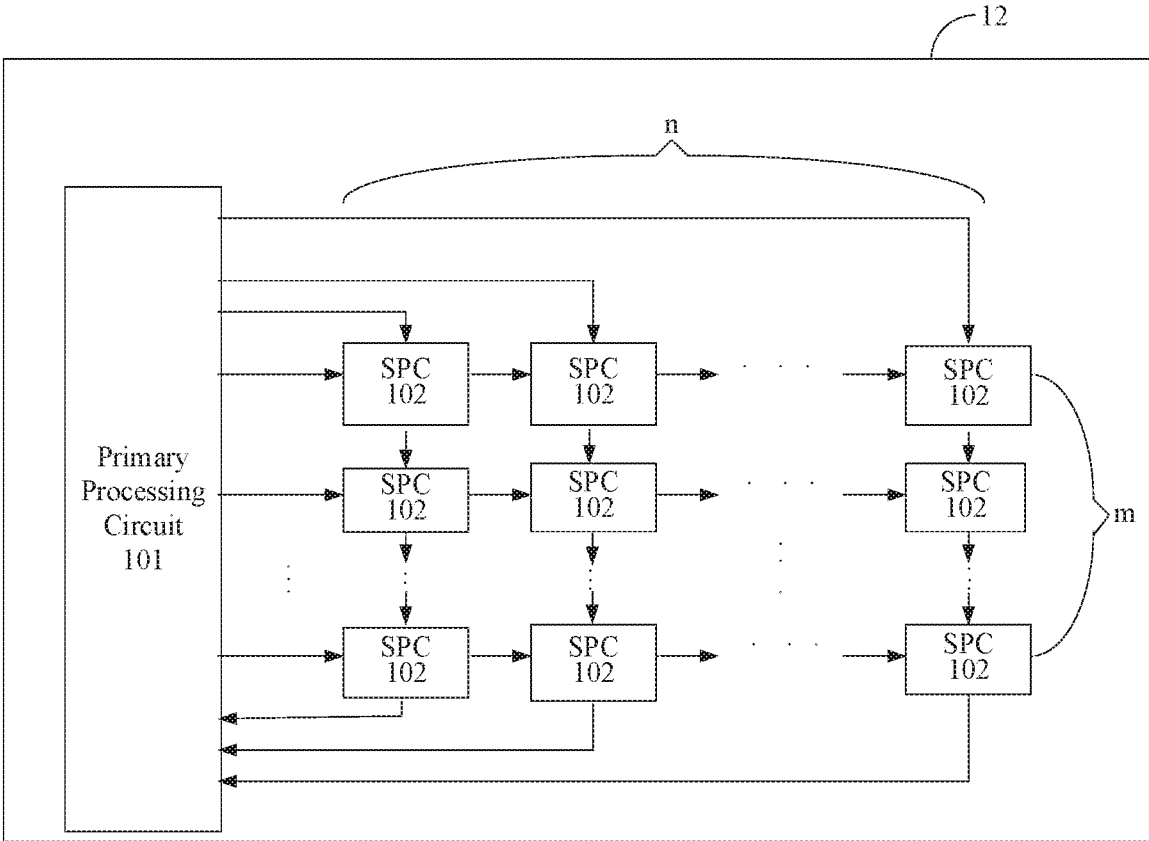 12
n
SPC
102
SPC
102
. . .
SPC
102
Primary
Processing
Circuit
101
SPC
102
SPC
102
. . .
SPC
102
m
SPC
102
SPC
102
. . .
SPC
102